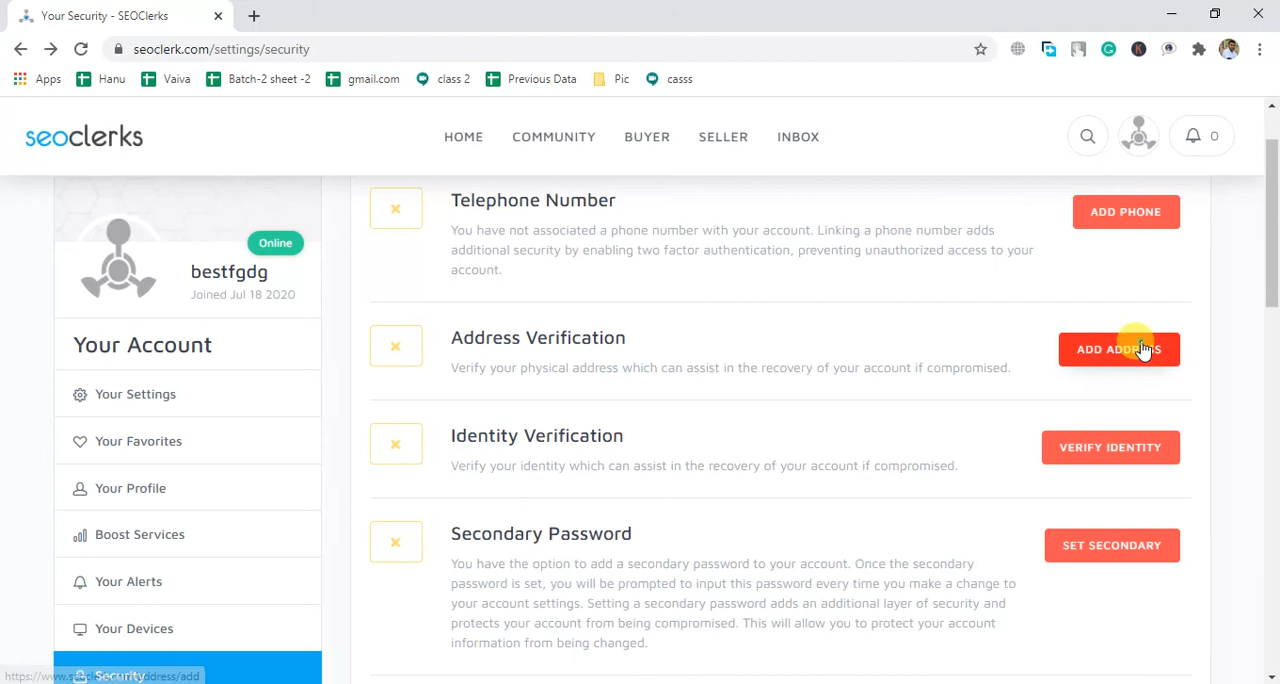 Your Security - SEOClerks
seoclerk.com/settings/security
Apps Hanu Vaiva Batch-2 sheet -2 gmail.com class 2 Previous Data Pic casss
seoclerks HOME COMMUNITY BUYER SELLER INBOX 0
Online
bestfgdg
Joined Jul 18 2020
Your Account
Your Settings
Your Favorites
Your Profile
Boost Services
Your Alerts
Your Devices
Security
Telephone Number
You have not associated a phone number with your account. Linking a phone number adds
additional security by enabling two factor authentication, preventing unauthorized access to your
account.
ADD PHONE
Address Verification
Verify your physical address which can assist in the recovery of your account if compromised.
ADD ADDRESS
Identity Verification
Verify your identity which can assist in the recovery of your account if compromised.
VERIFY IDENTITY
Secondary Password
You have the option to add a secondary password to your account. Once the secondary
password is set, you will be prompted to input this password every time you make a change to
your account settings. Setting a secondary password adds an additional layer of security and
protects your account from being compromised. This will allow you to protect your account
information from being changed.
SET SECONDARY